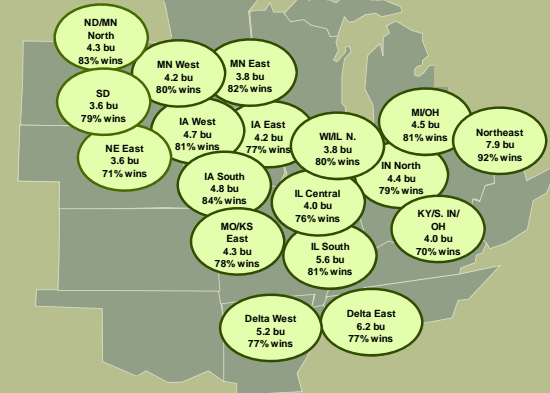 ND/MN
North
4.3 bu
83% wins
MN West
4.2 bu
80% wins
MN East
3.8 bu
82% wins
SD
3.6 bu
79% wins
IA West
4.7 bu
81% wins
IA East
4.2 bu
77% wins
WI/IL N.
3.8 bu
80% wins
MI/OH
4.5 bu
81% wins
Northeast
7.9 bu
92% wins
NE East
3.6 bu
71% wins
IN North
4.4 bu
79% wins
IA South
4.8 bu
84% wins
IL Central
4.0 bu
76% wins
KY/S. IN/
OH
4.0 bu
70% wins
MO/KS
East
4.3 bu
78% wins
IL South
5.6 bu
81% wins
Delta West
5.2 bu
77% wins
Delta East
6.2 bu
77% wins